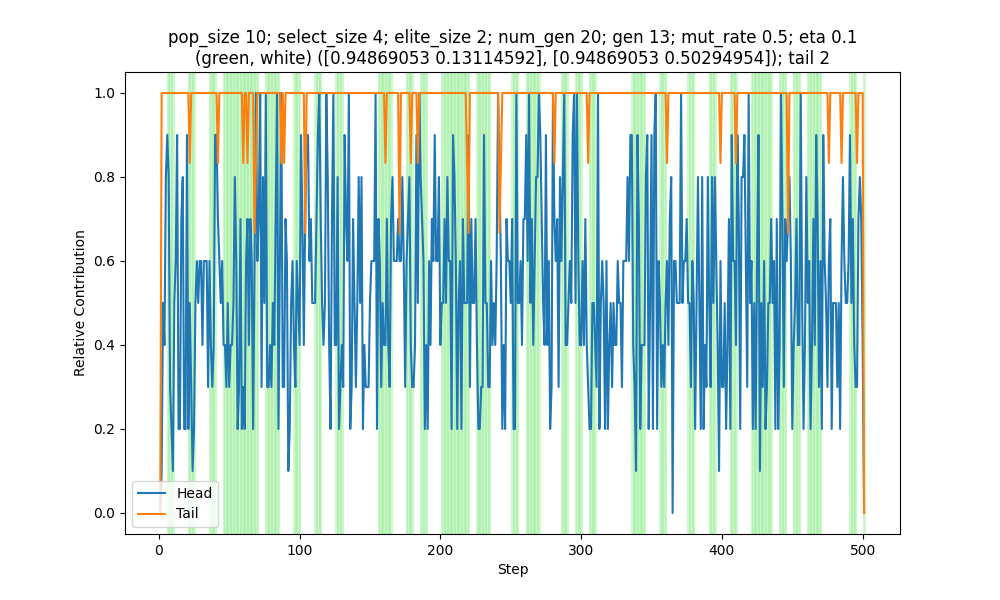 pop_size 10; select_size 4; elite_size 2; num_gen 20; gen 13; mut_rate 0.5; eta 0.1
(green, white) ([0.94869053 0.13114592], [0.94869053 0.50294954]); tail 2
1.0
0.8
0.6
0.4
0.2
0.0
Relative Contribution
Head
Tail
0
100
200
300
400
500
Step